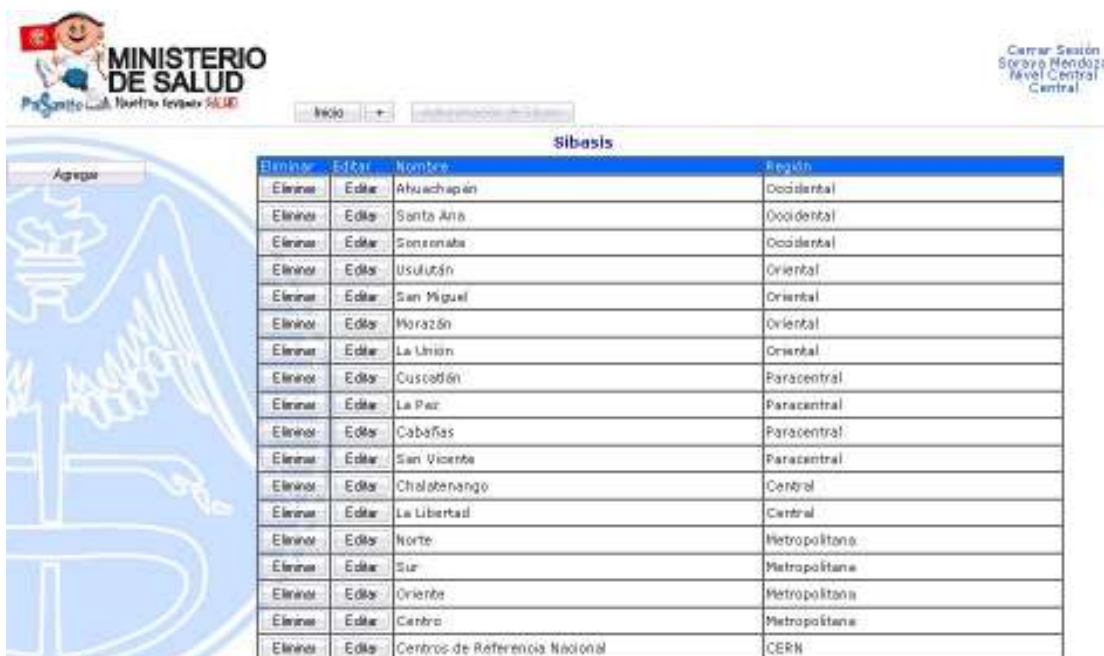 MINISTERIO
DE SALUD
Cerrar Sesión
Soraya Mendoza
Nivel Central
Central
Inicio +
Sibasis
Agregar
Eliminar Editar Nombre Región
Eliminar Editar Ahuachapán Occidental
Eliminar Editar Santa Ana Occidental
Eliminar Editar Sonsonate Occidental
Eliminar Editar Usulután Oriental
Eliminar Editar San Miguel Oriental
Eliminar Editar Morazán Oriental
Eliminar Editar La Unión Oriental
Eliminar Editar Cuscatlán Paracentral
Eliminar Editar La Paz Paracentral
Eliminar Editar Cabañas Paracentral
Eliminar Editar San Vicente Paracentral
Eliminar Editar Chalatenango Central
Eliminar Editar La Libertad Central
Eliminar Editar Norte Metropolitana
Eliminar Editar Sur Metropolitana
Eliminar Editar Oriente Metropolitana
Eliminar Editar Centro Metropolitana
Eliminar Editar Centros de Referencia Nacional CERN